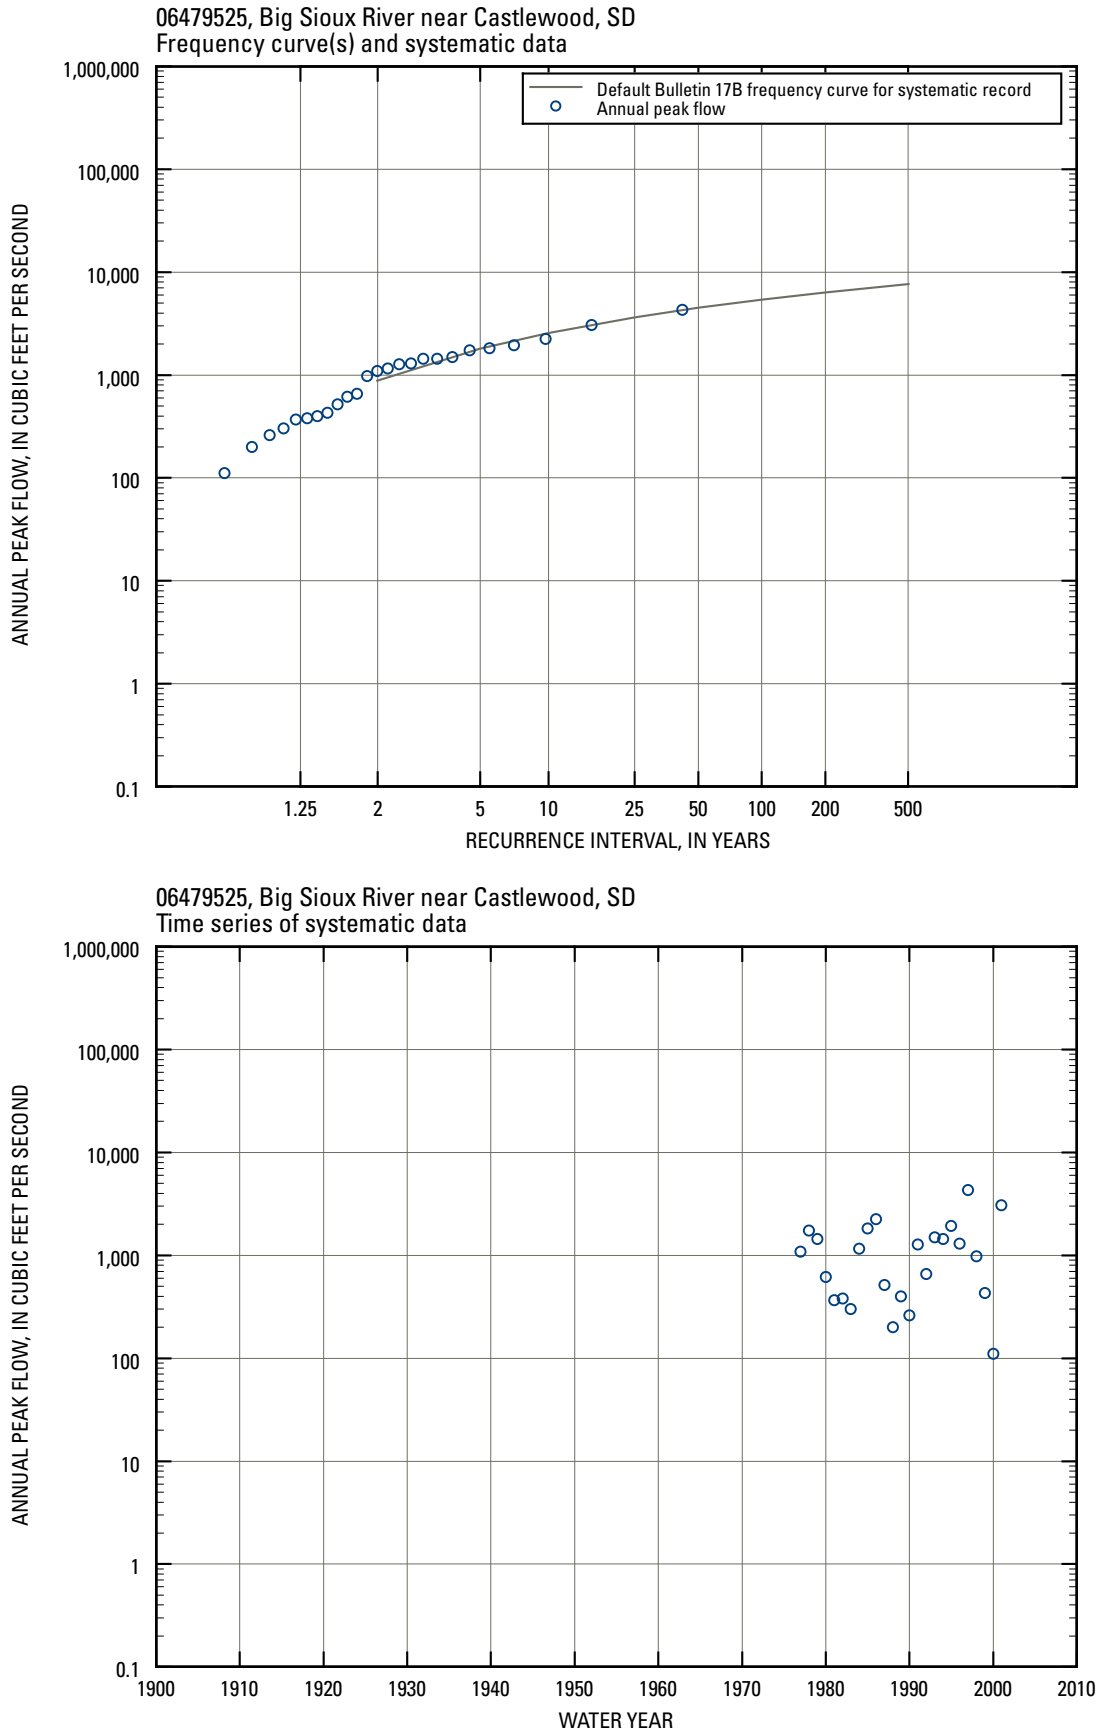 06479525, Big Sioux River near Castlewood, SD
Frequency curve(s) and systematic data
1,000,000
100,000
10,000
1,000
100
10
1
0.1
ANNUAL PEAK FLOW, IN CUBIC FEET PER SECOND
Default Bulletin 17B frequency curve for systematic record
Annual peak flow
1.25 2 5 10 25 50 100 200 500
RECURRENCE INTERVAL, IN YEARS
06479525, Big Sioux River near Castlewood, SD
Time series of systematic data
1,000,000
100,000
10,000
1,000
100
10
1
0.1
ANNUAL PEAK FLOW, IN CUBIC FEET PER SECOND
1900 1910 1920 1930 1940 1950 1960 1970 1980 1990 2000 2010
WATER YEAR